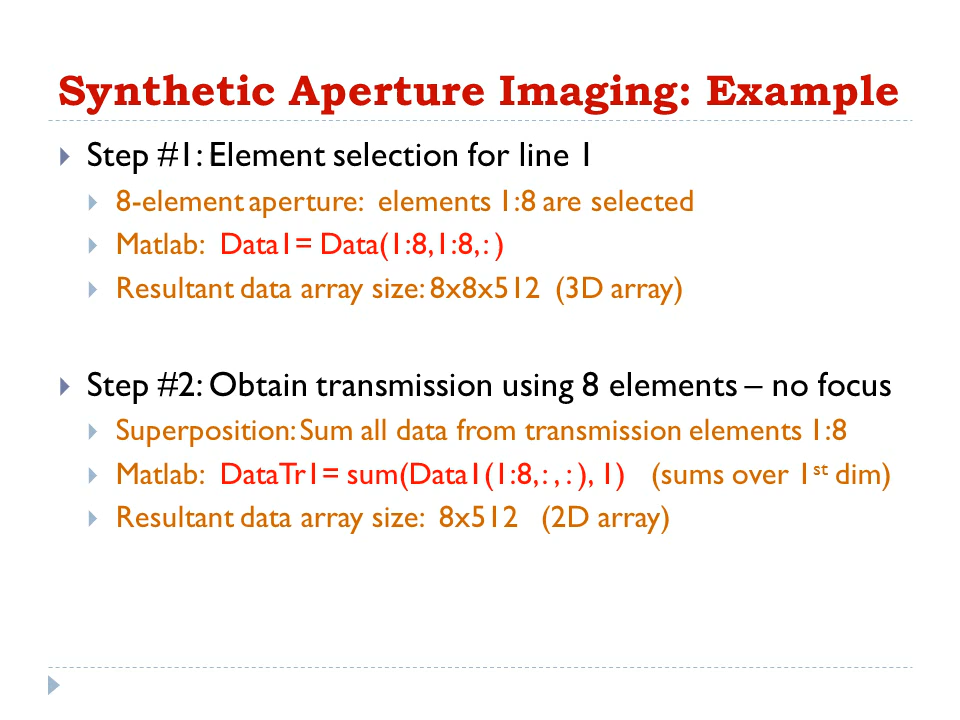 Synthetic Aperture Imaging: Example
Step #1: Element selection for line 1
8-element aperture: elements 1:8 are selected
Matlab: Data1= Data(1:8,1:8,: )
Resultant data array size: 8x8x512 (3D array)
Step #2: Obtain transmission using 8 elements – no focus
Superposition: Sum all data from transmission elements 1:8
Matlab: DataTr1= sum(Data1(1:8,: , : ), 1) (sums over 1st dim)
Resultant data array size: 8x512 (2D array)